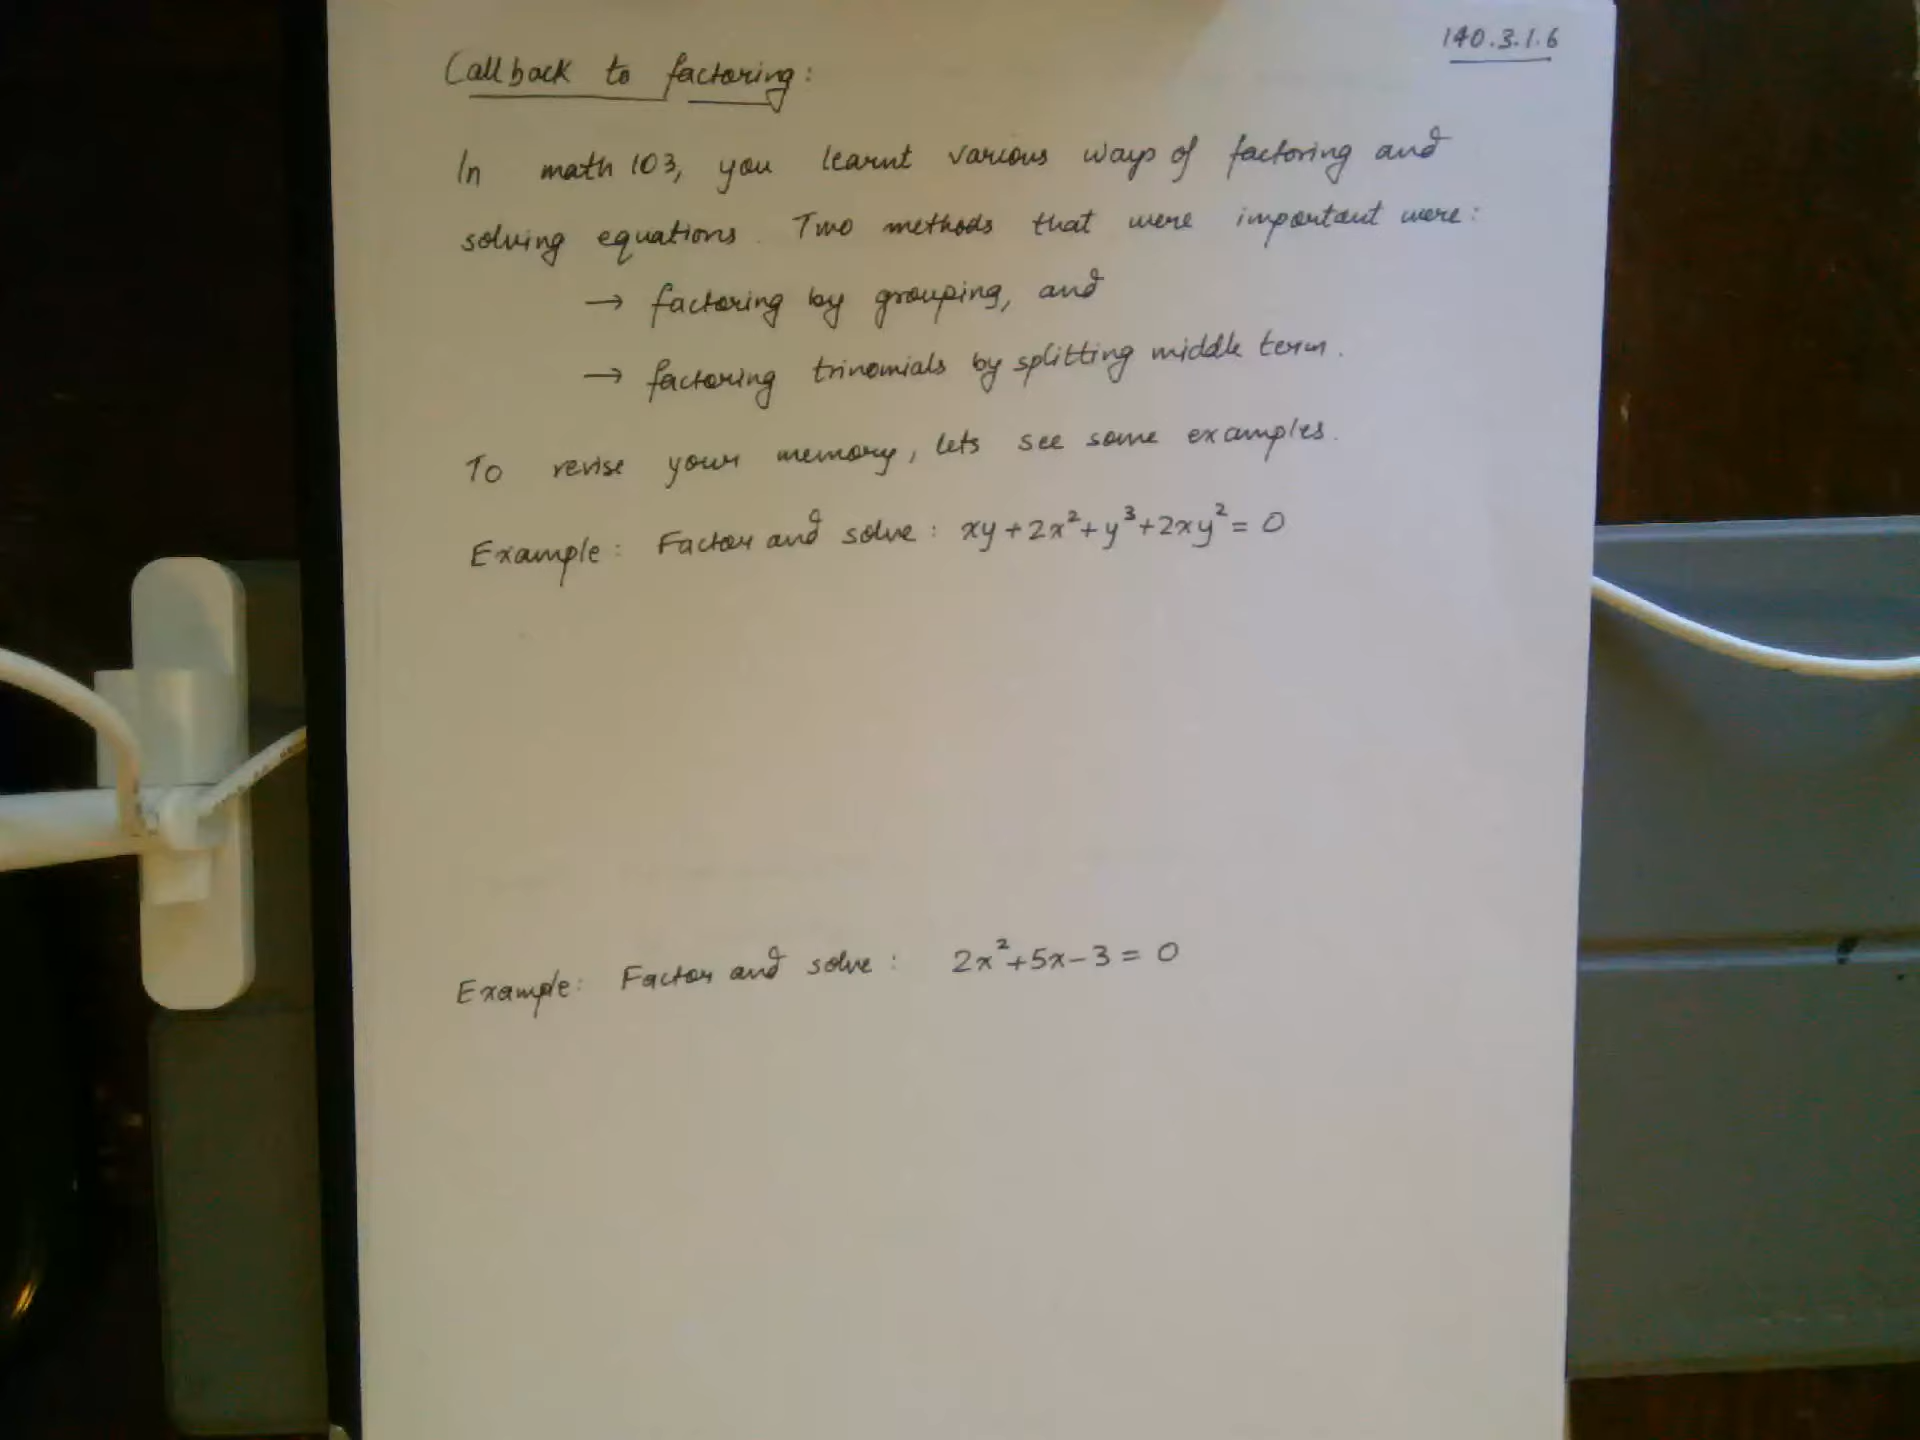 140.3.1.6
Callback to factoring:
In math 103, you learnt various ways of factoring and
solving equations. Two methods that were important were:
→ factoring by grouping, and
→ factoring trinomials by splitting middle term.
To revise your memory, lets see some examples.
Example: Factor and solve: xy+2x²+y³+2xy²=0
Example: Factor and solve: 2x²+5x-3=0